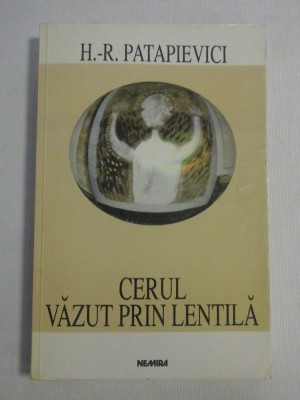 H.-R. PATAPIEVICI
CERUL
VĂZUT PRIN LENTILĂ
NEMIRA